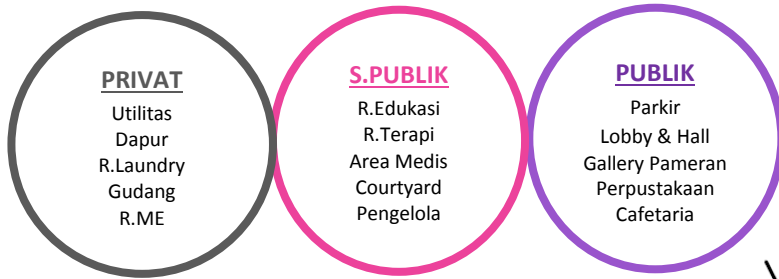 PRIVAT
Utilitas
Dapur
R.Laundry
Gudang
R.ME
S.PUBLIK
R.Edukasi
R.Terapi
Area Medis
Courtyard
Pengelola
PUBLIK
Parkir
Lobby & Hall
Gallery Pameran
Perpustakaan
Cafetaria